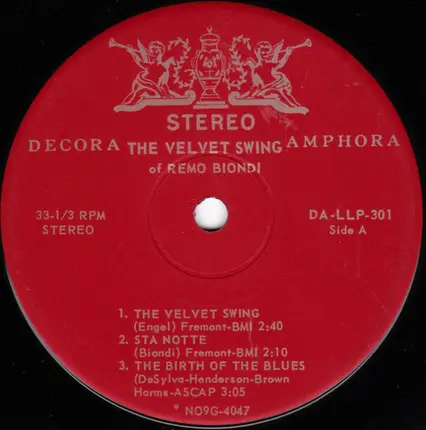 STEREO
DECORA THE VELVET SWING AMPHORA
of REMO BIONDI
33-1/3 RPM
STEREO
DA-LLP-301
Side A
1. THE VELVET SWING
(Engel) Fremont-BMI 2:40
2. STA NOTTE
(Biondi) Fremont-BMI 2:10
3. THE BIRTH OF THE BLUES
(DeSylva-Henderson-Brown
Harms-ASCAP 3:05
* NO9G-4047